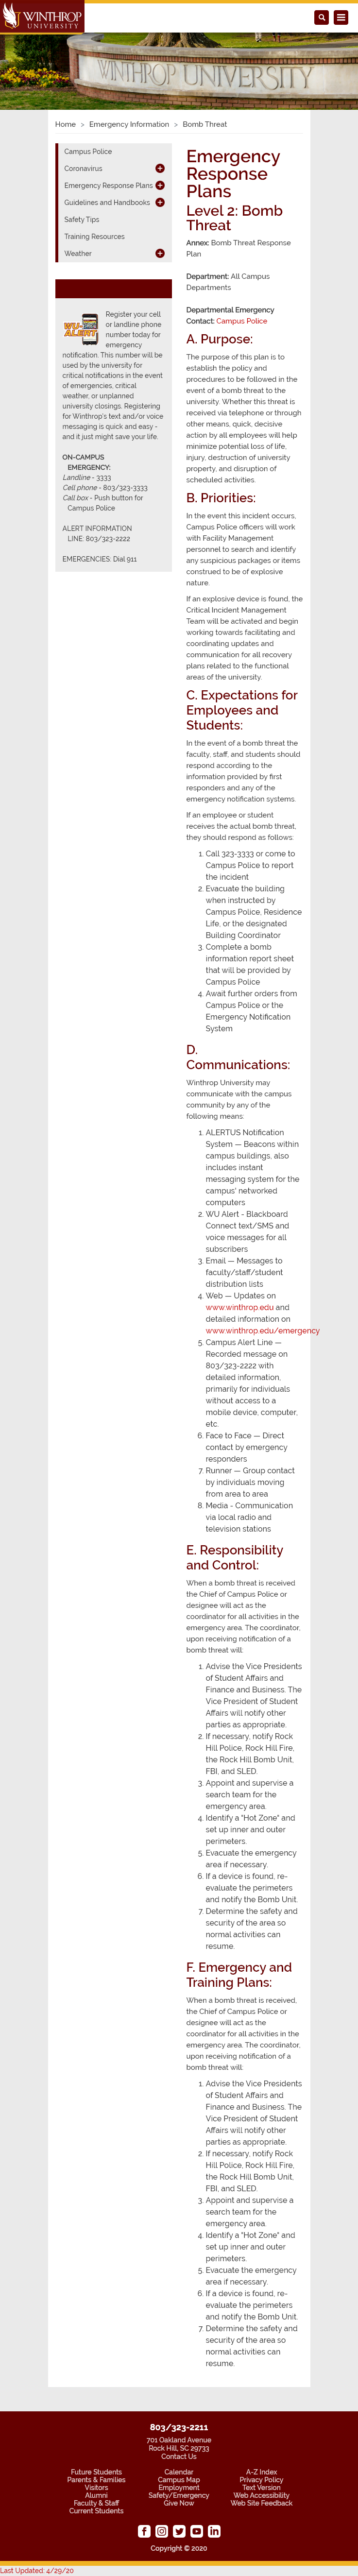 WINTHROP
UNIVERSITY
WINTHROP UNIVERSITY
Home > Emergency Information > Bomb Threat
Campus Police
Coronavirus
Emergency Response Plans
Guidelines and Handbooks
Safety Tips
Training Resources
Weather
WU-
ALERT
Register your cell
or landline phone
number today for
emergency
notification. This number will be
used by the university for
critical notifications in the event
of emergencies, critical
weather, or unplanned
university closings. Registering
for Winthrop's text and/or voice
messaging is quick and easy -
and it just might save your life.
ON-CAMPUS
EMERGENCY:
Landline - 3333
Cell phone - 803/323-3333
Call box - Push button for
Campus Police
ALERT INFORMATION
LINE: 803/323-2222
EMERGENCIES: Dial 911
Emergency
Response
Plans
Level 2: Bomb
Threat
Annex: Bomb Threat Response
Plan
Department: All Campus
Departments
Departmental Emergency
Contact: Campus Police
A. Purpose:
The purpose of this plan is to
establish the policy and
procedures to be followed in the
event of a bomb threat to the
university. Whether this threat is
received via telephone or through
other means, quick, decisive
action by all employees will help
minimize potential loss of life,
injury, destruction of university
property, and disruption of
scheduled activities.
B. Priorities:
In the event this incident occurs,
Campus Police officers will work
with Facility Management
personnel to search and identify
any suspicious packages or items
construed to be of explosive
nature.
If an explosive device is found, the
Critical Incident Management
Team will be activated and begin
working towards facilitating and
coordinating updates and
communication for all recovery
plans related to the functional
areas of the university.
C. Expectations for
Employees and
Students:
In the event of a bomb threat the
faculty, staff, and students should
respond according to the
information provided by first
responders and any of the
emergency notification systems.
If an employee or student
receives the actual bomb threat,
they should respond as follows:
1. Call 323-3333 or come to
Campus Police to report
the incident
2. Evacuate the building
when instructed by
Campus Police, Residence
Life, or the designated
Building Coordinator
3. Complete a bomb
information report sheet
that will be provided by
Campus Police
4. Await further orders from
Campus Police or the
Emergency Notification
System
D.
Communications:
Winthrop University may
communicate with the campus
community by any of the
following means:
1. ALERTUS Notification
System — Beacons within
campus buildings, also
includes instant
messaging system for the
campus' networked
computers
2. WU Alert - Blackboard
Connect text/SMS and
voice messages for all
subscribers
3. Email — Messages to
faculty/staff/student
distribution lists
4. Web — Updates on
www.winthrop.edu and
detailed information on
www.winthrop.edu/emergency
5. Campus Alert Line —
Recorded message on
803/323-2222 with
detailed information,
primarily for individuals
without access to a
mobile device, computer,
etc.
6. Face to Face — Direct
contact by emergency
responders
7. Runner — Group contact
by individuals moving
from area to area
8. Media - Communication
via local radio and
television stations
E. Responsibility
and Control:
When a bomb threat is received
the Chief of Campus Police or
designee will act as the
coordinator for all activities in the
emergency area. The coordinator,
upon receiving notification of a
bomb threat will:
1. Advise the Vice Presidents
of Student Affairs and
Finance and Business. The
Vice President of Student
Affairs will notify other
parties as appropriate.
2. If necessary, notify Rock
Hill Police, Rock Hill Fire,
the Rock Hill Bomb Unit,
FBI, and SLED.
3. Appoint and supervise a
search team for the
emergency area.
4. Identify a "Hot Zone" and
set up inner and outer
perimeters.
5. Evacuate the emergency
area if necessary.
6. If a device is found, re-
evaluate the perimeters
and notify the Bomb Unit.
7. Determine the safety and
security of the area so
normal activities can
resume.
F. Emergency and
Training Plans:
When a bomb threat is received,
the Chief of Campus Police or
designee will act as the
coordinator for all activities in the
emergency area. The coordinator,
upon receiving notification of a
bomb threat will:
1. Advise the Vice Presidents
of Student Affairs and
Finance and Business. The
Vice President of Student
Affairs will notify other
parties as appropriate.
2. If necessary, notify Rock
Hill Police, Rock Hill Fire,
the Rock Hill Bomb Unit,
FBI, and SLED.
3. Appoint and supervise a
search team for the
emergency area.
4. Identify a "Hot Zone" and
set up inner and outer
perimeters.
5. Evacuate the emergency
area if necessary.
6. If a device is found, re-
evaluate the perimeters
and notify the Bomb Unit.
7. Determine the safety and
security of the area so
normal activities can
resume.
803/323-2211
701 Oakland Avenue
Rock Hill, SC 29733
Contact Us
Future Students
Parents & Families
Visitors
Alumni
Faculty & Staff
Current Students
Calendar
Campus Map
Employment
Safety/Emergency
Give Now
A-Z Index
Privacy Policy
Text Version
Web Accessibility
Web Site Feedback
Copyright © 2020
Last Updated: 4/29/20